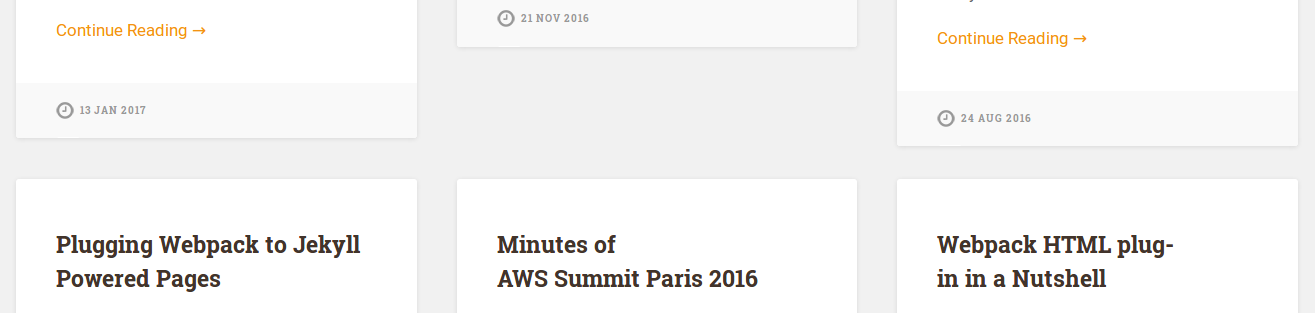 Continue Reading →
13 JAN 2017
21 NOV 2016
Continue Reading →
24 AUG 2016
Plugging Webpack to Jekyll
Powered Pages
Minutes of
AWS Summit Paris 2016
Webpack HTML plug-
in in a Nutshell